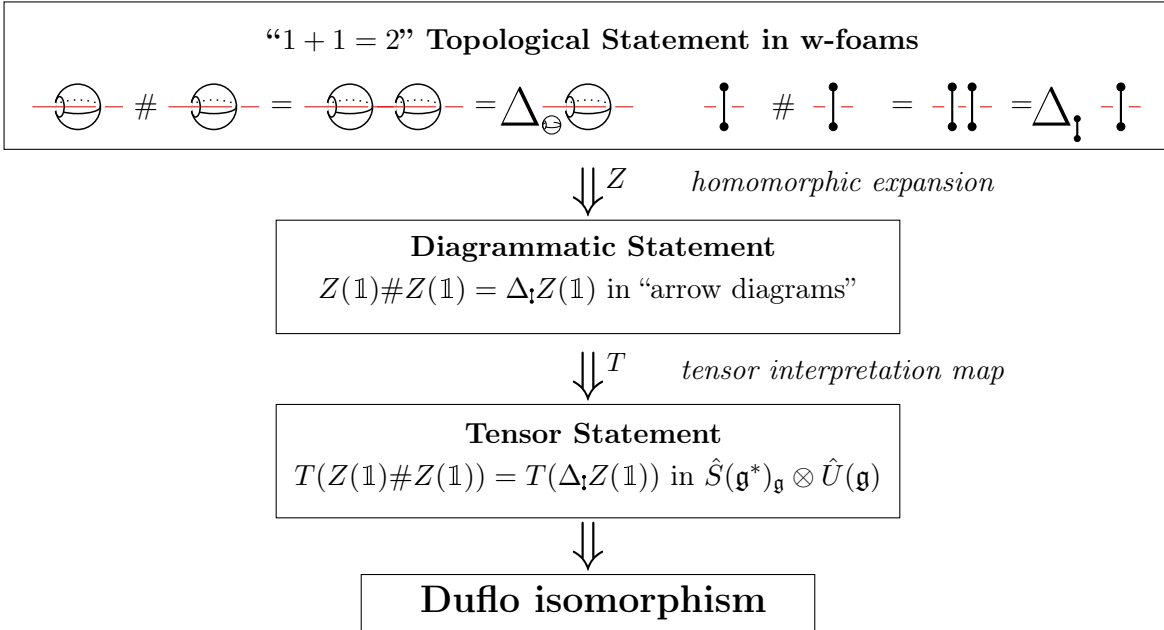 “1 + 1 = 2” Topological Statement in w-foams
# = = Δ # = = Δ
Z homomorphic expansion
Diagrammatic Statement
Z(𝟙)#Z(𝟙) = Δ Z(𝟙) in “arrow diagrams”
T tensor interpretation map
Tensor Statement
T(Z(𝟙)#Z(𝟙)) = T(Δ Z(𝟙)) in Ŝ(𝔤*)_𝔤 ⊗ Û(𝔤)
Duflo isomorphism